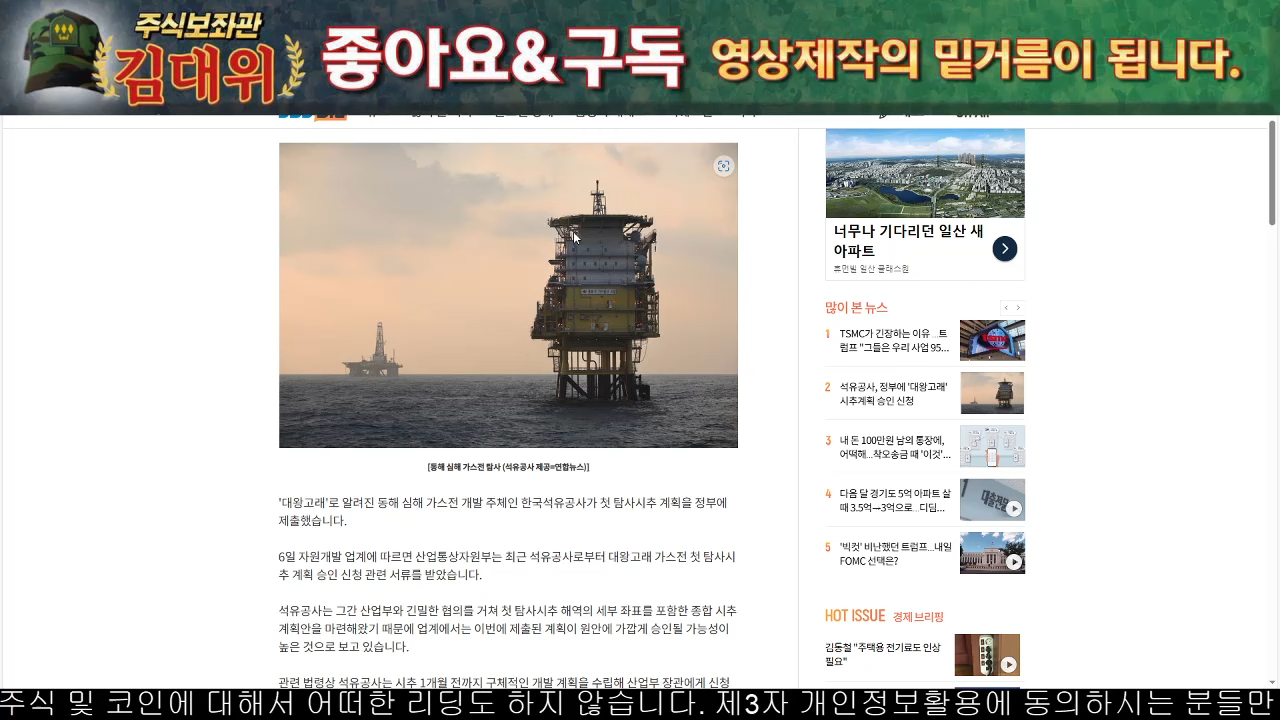 주식보좌관
김대위
좋아요&구독
영상제작의 밑거름이 됩니다.
[동해 심해 가스전 탐사 (석유공사 제공=연합뉴스)]
'대왕고래'로 알려진 동해 심해 가스전 개발 주체인 한국석유공사가 첫 탐사시추 계획을 정부에
제출했습니다.
6일 자원개발 업계에 따르면 산업통상자원부는 최근 석유공사로부터 대왕고래 가스전 첫 탐사시
추 계획 승인 신청 관련 서류를 받았습니다.
석유공사는 그간 산업부와 긴밀한 협의를 거쳐 첫 탐사시추 해역의 세부 좌표를 포함한 종합 시추
계획안을 마련해왔기 때문에 업계에서는 이번에 제출된 계획이 원안에 가깝게 승인될 가능성이
높은 것으로 보고 있습니다.
관련 법령상 석유공사는 시추 1개월 전까지 구체적인 개발 계획을 수립해 산업부 장관에게 신청
너무나 기다리던 일산 새
아파트
휴먼빌 일산 클래스원
많이 본 뉴스
1 TSMC가 긴장하는 이유…트
럼프 "그들은 우리 사업 95...
2 석유공사, 정부에 '대왕고래'
시추계획 승인 신청
3 내 돈 100만원 남의 통장에,
어떡해...착오송금 때 '이것'...
4 다음 달 경기도 5억 아파트 살
때 3.5억→3억으로…디딤...
5 '빅컷' 비난했던 트럼프...내일
FOMC 선택은?
HOT ISSUE 경제 브리핑
김동철 "주택용 전기료도 인상
필요"
주식 및 코인에 대해서 어떠한 리딩도 하지 않습니다. 제3자 개인정보활용에 동의하시는 분들만